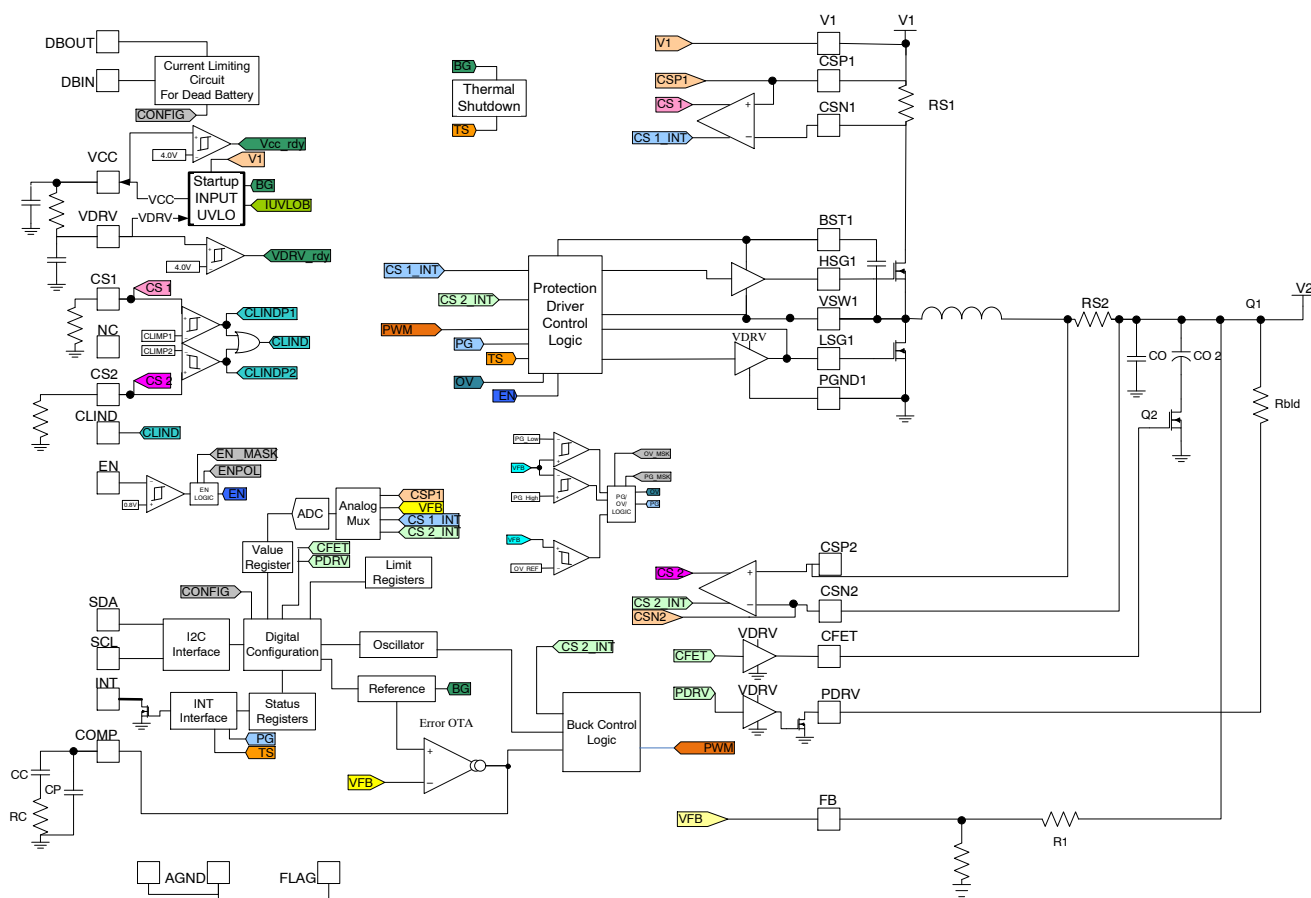 DBOUT
DBIN
Current Limiting
Circuit
For Dead Battery
CONFIG
VCC
4.0V
Vcc_rdy
V1
Startup
INPUT
UVLO
VCC
BG
IUVLOB
VDRV
VDRV
4.0V
VDRV_rdy
CS1
CS 1
NC
CLIMP1
CLIMP2
CLINDP1
CLIND
CLINDP2
CS2
CS 2
CLIND
CLIND
EN
0.8V
EN_MASK
ENPOL
EN
LOGIC
EN
BG
Thermal
Shutdown
TS
V1
V1
V1
CSP1
CSP1
CS 1
CS 1_INT
CSN1
RS1
CS 1_INT
CS 2_INT
PWM
PG
TS
OV
EN
Protection
Driver
Control
Logic
VDRV
BST1
HSG1
VSW1
LSG1
PGND1
RS2
Q1
V2
CO
CO 2
Q2
Rbld
PG_Low
VFB
PG_High
VFB
OV_REF
OV_MSK
PG_MSK
PG/
OV/
LOGIC
OV
PG
ADC
Analog
Mux
CSP1
VFB
CS 1_INT
CS 2_INT
Value
Register
CFET
PDRV
Limit
Registers
CONFIG
SDA
SCL
I2C
Interface
Digital
Configuration
Oscillator
INT
INT
Interface
Status
Registers
PG
TS
Reference
BG
Error OTA
VFB
COMP
CC
CP
RC
CS 2_INT
Buck Control
Logic
PWM
CSP2
CS 2
CS 2_INT
CSN2
CSN2
CFET
VDRV
CFET
PDRV
VDRV
PDRV
VFB
FB
R1
AGND
FLAG